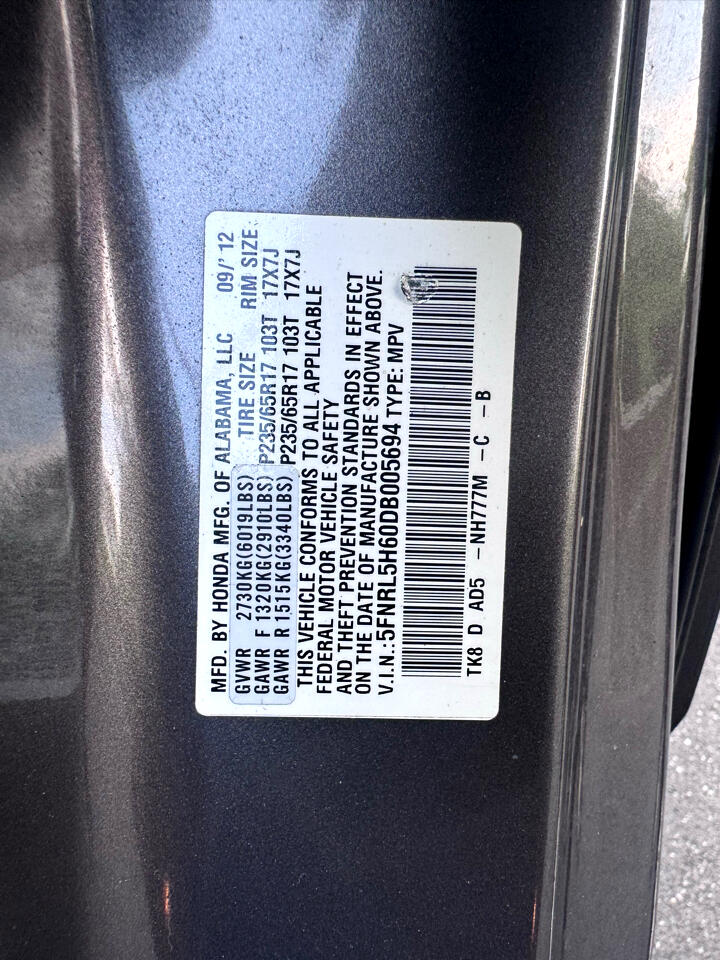 MFD. BY HONDA MFG. OF ALABAMA, LLC 09/'12
GVWR 2730KG(6019LBS) TIRE SIZE RIM SIZE
GAWR F 1320KG(2910LBS) P235/65R17 103T 17X7J
GAWR R 1515KG(3340LBS) P235/65R17 103T 17X7J
THIS VEHICLE CONFORMS TO ALL APPLICABLE
FEDERAL MOTOR VEHICLE SAFETY
AND THEFT PREVENTION STANDARDS IN EFFECT
ON THE DATE OF MANUFACTURE SHOWN ABOVE.
V.I.N.: 5FNRL5H60DB005694 TYPE: MPV
TK8 D AD5 -NH777M -C -B